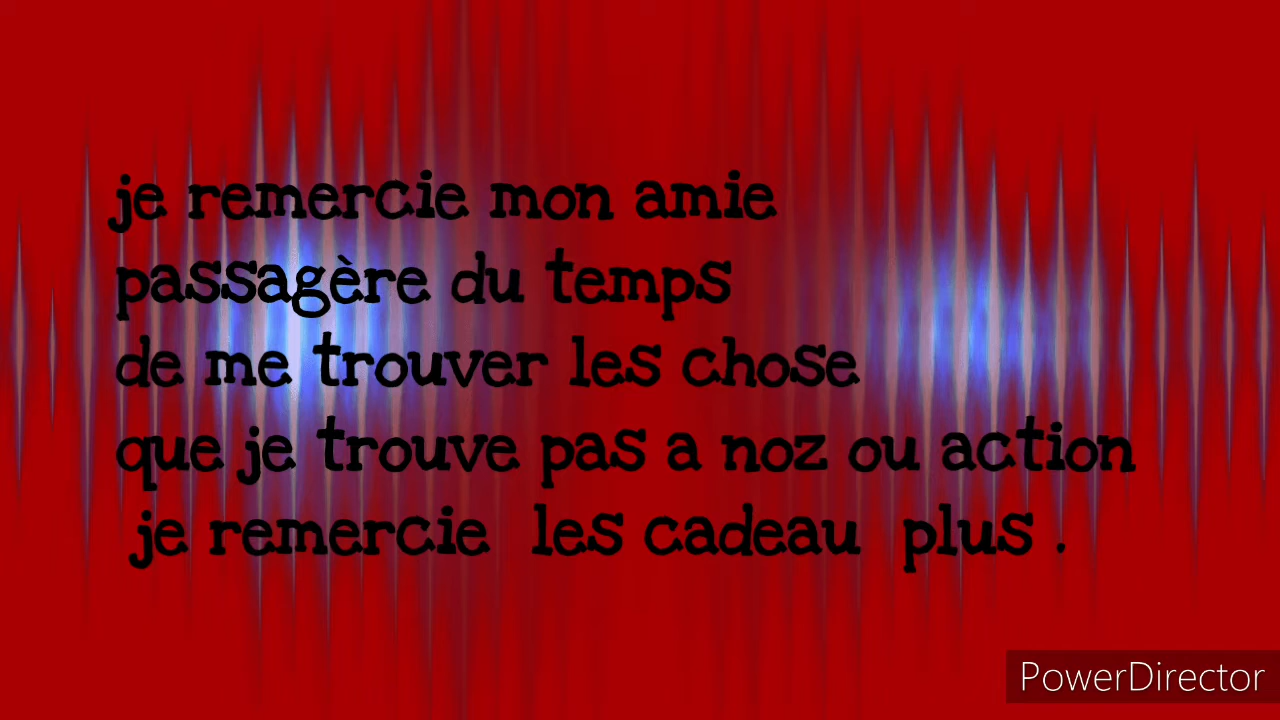 je remercie mon amie
passagère du temps
de me trouver les chose
que je trouve pas a noz ou action
je remercie les cadeau plus .
PowerDirector